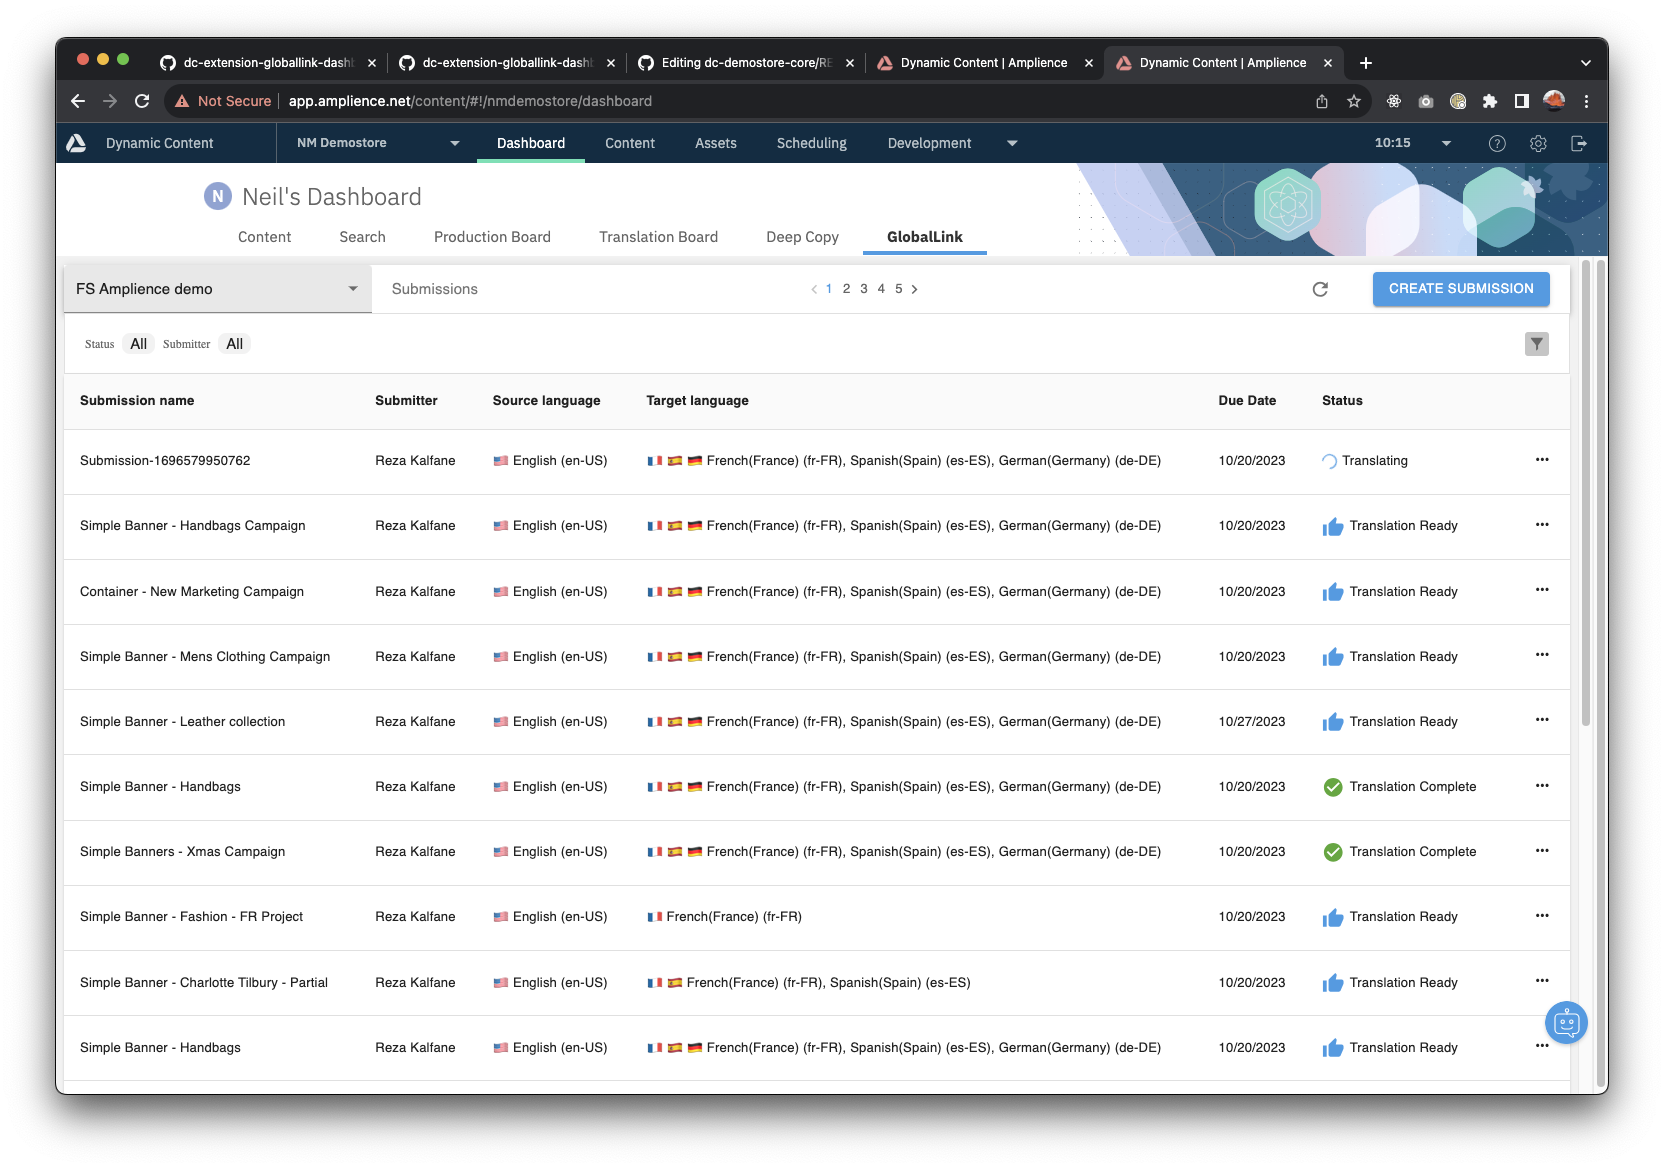 dc-extension-globallink-dashb
dc-extension-globallink-dashb
Editing dc-demostore-core/RE
Dynamic Content | Amplience
Dynamic Content | Amplience
Not Secure
app.amplience.net/content/#!/nmdemostore/dashboard
Dynamic Content
NM Demostore
Dashboard
Content
Assets
Scheduling
Development
10:15
N Neil's Dashboard
Content
Search
Production Board
Translation Board
Deep Copy
GlobalLink
FS Amplience demo
Submissions
< 1 2 3 4 5 >
CREATE SUBMISSION
Status All Submitter All
Submission name Submitter Source language Target language Due Date Status
Submission-1696579950762 Reza Kalfane English (en-US) French(France) (fr-FR), Spanish(Spain) (es-ES), German(Germany) (de-DE) 10/20/2023 Translating
Simple Banner - Handbags Campaign Reza Kalfane English (en-US) French(France) (fr-FR), Spanish(Spain) (es-ES), German(Germany) (de-DE) 10/20/2023 Translation Ready
Container - New Marketing Campaign Reza Kalfane English (en-US) French(France) (fr-FR), Spanish(Spain) (es-ES), German(Germany) (de-DE) 10/20/2023 Translation Ready
Simple Banner - Mens Clothing Campaign Reza Kalfane English (en-US) French(France) (fr-FR), Spanish(Spain) (es-ES), German(Germany) (de-DE) 10/20/2023 Translation Ready
Simple Banner - Leather collection Reza Kalfane English (en-US) French(France) (fr-FR), Spanish(Spain) (es-ES), German(Germany) (de-DE) 10/27/2023 Translation Ready
Simple Banner - Handbags Reza Kalfane English (en-US) French(France) (fr-FR), Spanish(Spain) (es-ES), German(Germany) (de-DE) 10/20/2023 Translation Complete
Simple Banners - Xmas Campaign Reza Kalfane English (en-US) French(France) (fr-FR), Spanish(Spain) (es-ES), German(Germany) (de-DE) 10/20/2023 Translation Complete
Simple Banner - Fashion - FR Project Reza Kalfane English (en-US) French(France) (fr-FR) 10/20/2023 Translation Ready
Simple Banner - Charlotte Tilbury - Partial Reza Kalfane English (en-US) French(France) (fr-FR), Spanish(Spain) (es-ES) 10/20/2023 Translation Ready
Simple Banner - Handbags Reza Kalfane English (en-US) French(France) (fr-FR), Spanish(Spain) (es-ES), German(Germany) (de-DE) 10/20/2023 Translation Ready